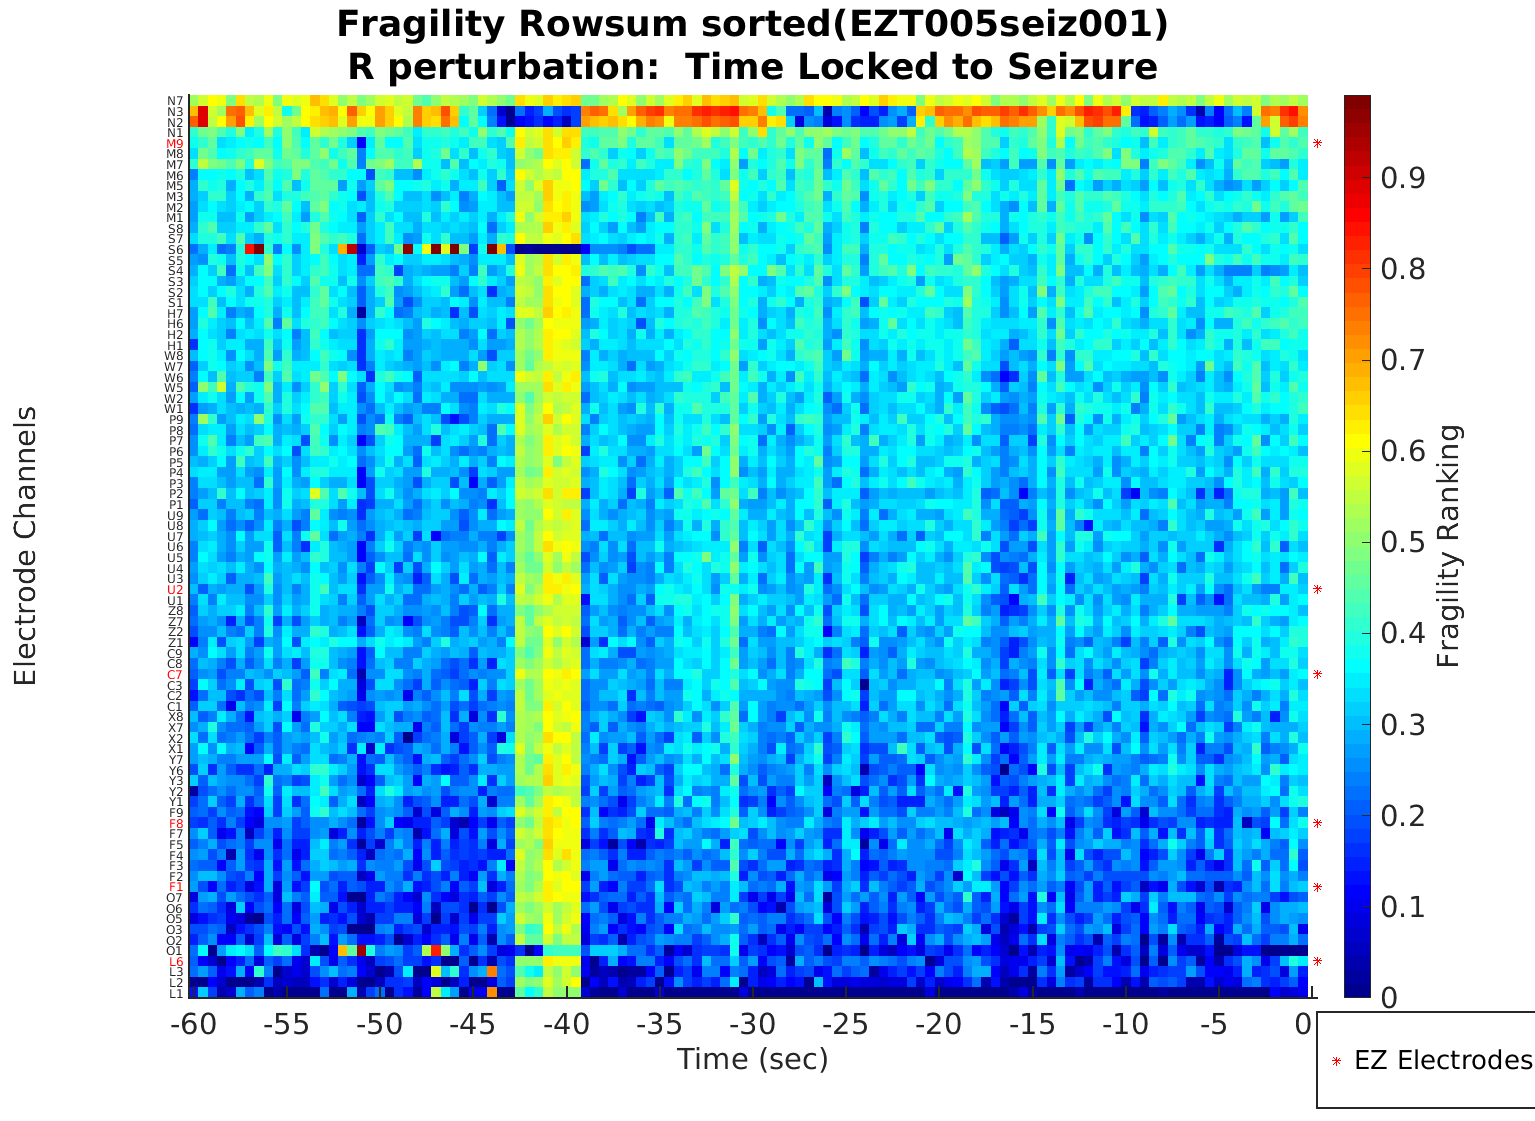 Fragility Rowsum sorted(EZT005seiz001)
R perturbation:  Time Locked to Seizure
Electrode Channels
N7
N3
N2
N1
M9
M8
M7
M6
M5
M3
M2
M1
S8
S7
S6
S5
S4
S3
S2
S1
H7
H6
H2
H1
W8
W7
W6
W5
W2
W1
P9
P8
P7
P6
P5
P4
P3
P2
P1
U9
U8
U7
U6
U5
U4
U3
U2
U1
Z8
Z7
Z2
Z1
C9
C8
C7
C3
C2
C1
X8
X7
X2
X1
Y7
Y6
Y3
Y2
Y1
F9
F8
F7
F5
F4
F3
F2
F1
O7
O6
O5
O3
O2
O1
L6
L3
L2
L1
-60 -55 -50 -45 -40 -35 -30 -25 -20 -15 -10 -5 0
Time (sec)
0.9
0.8
0.7
0.6
0.5
0.4
0.3
0.2
0.1
0
Fragility Ranking
EZ Electrodes